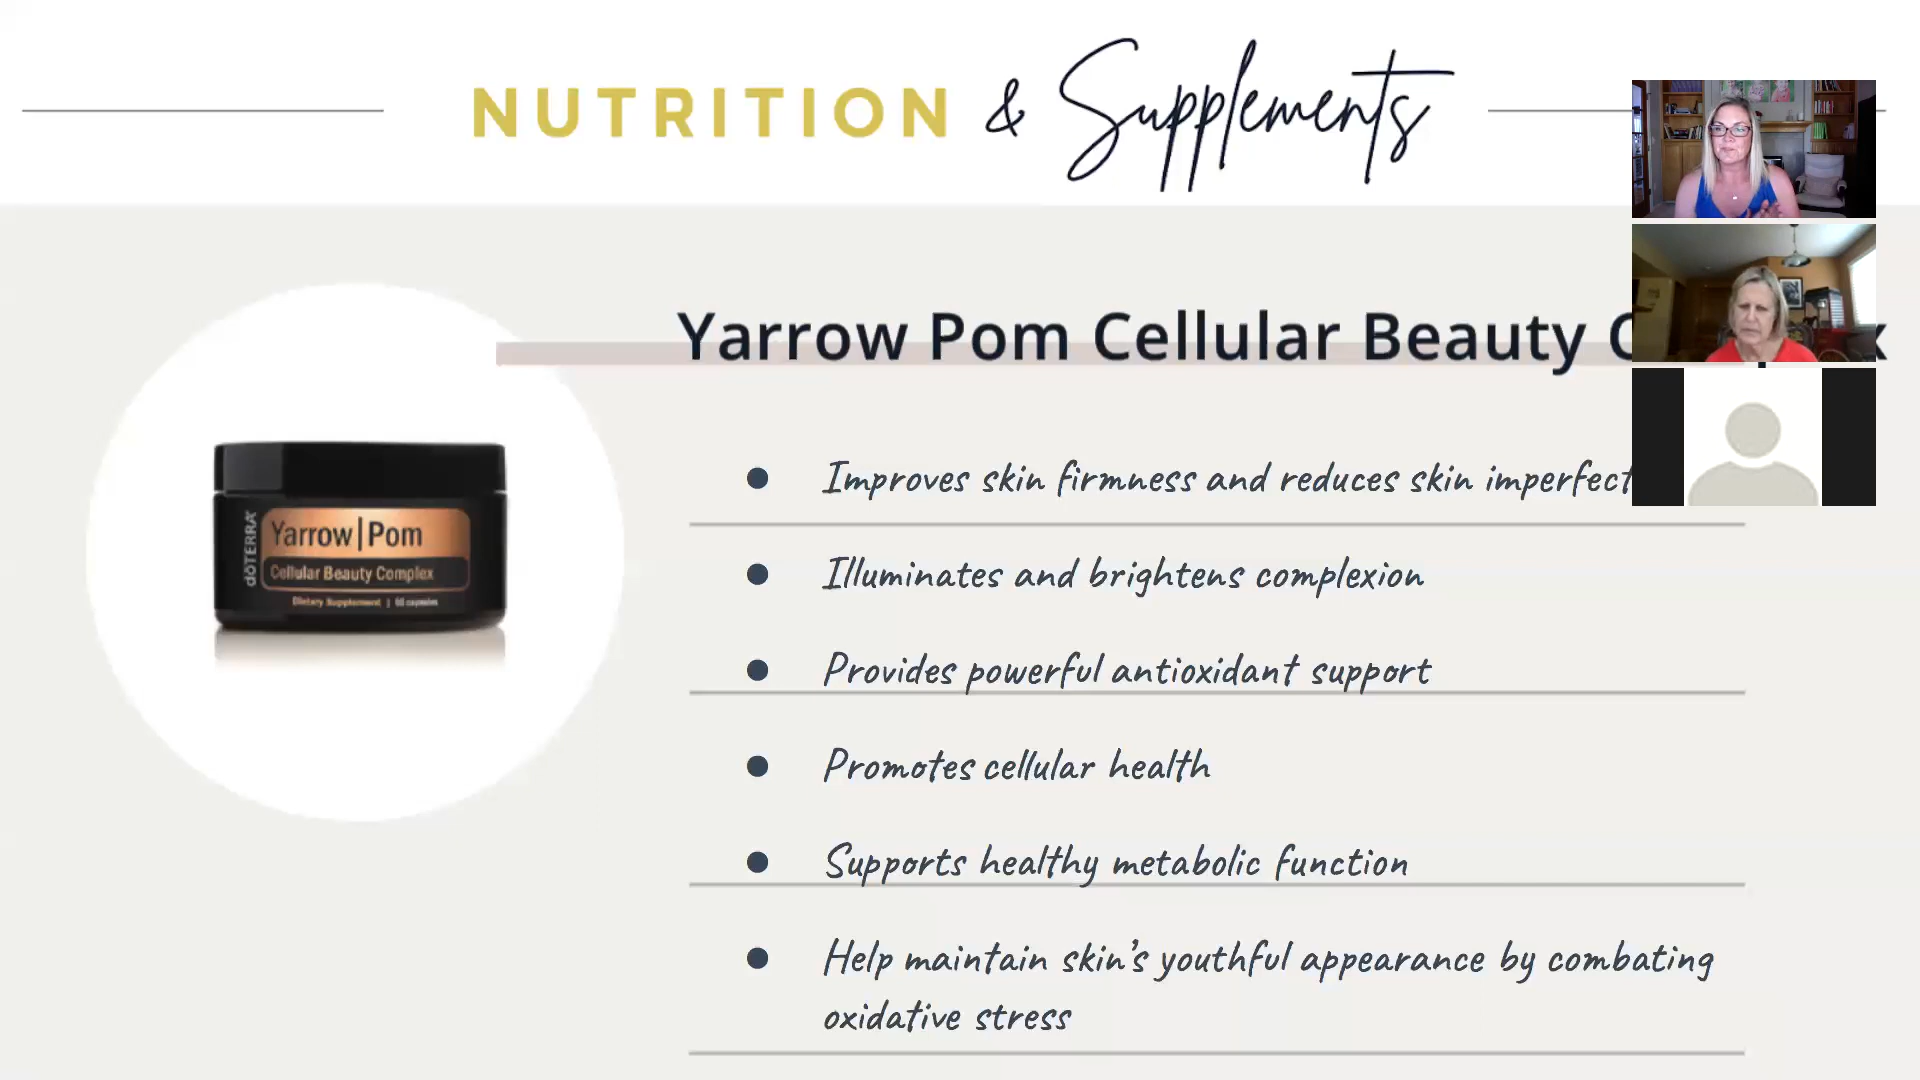 NUTRITION & Supplements
Yarrow Pom Cellular Beauty
Improves skin firmness and reduces skin
Illuminates and brightens complexion
Provides powerful antioxidant support
Promotes cellular health
Supports healthy metabolic function
Help maintain skin's youthful appearance by combating
oxidative stress
dōTERRA
Yarrow|Pom
Cellular Beauty Complex
Dietary Supplement | 60 capsules